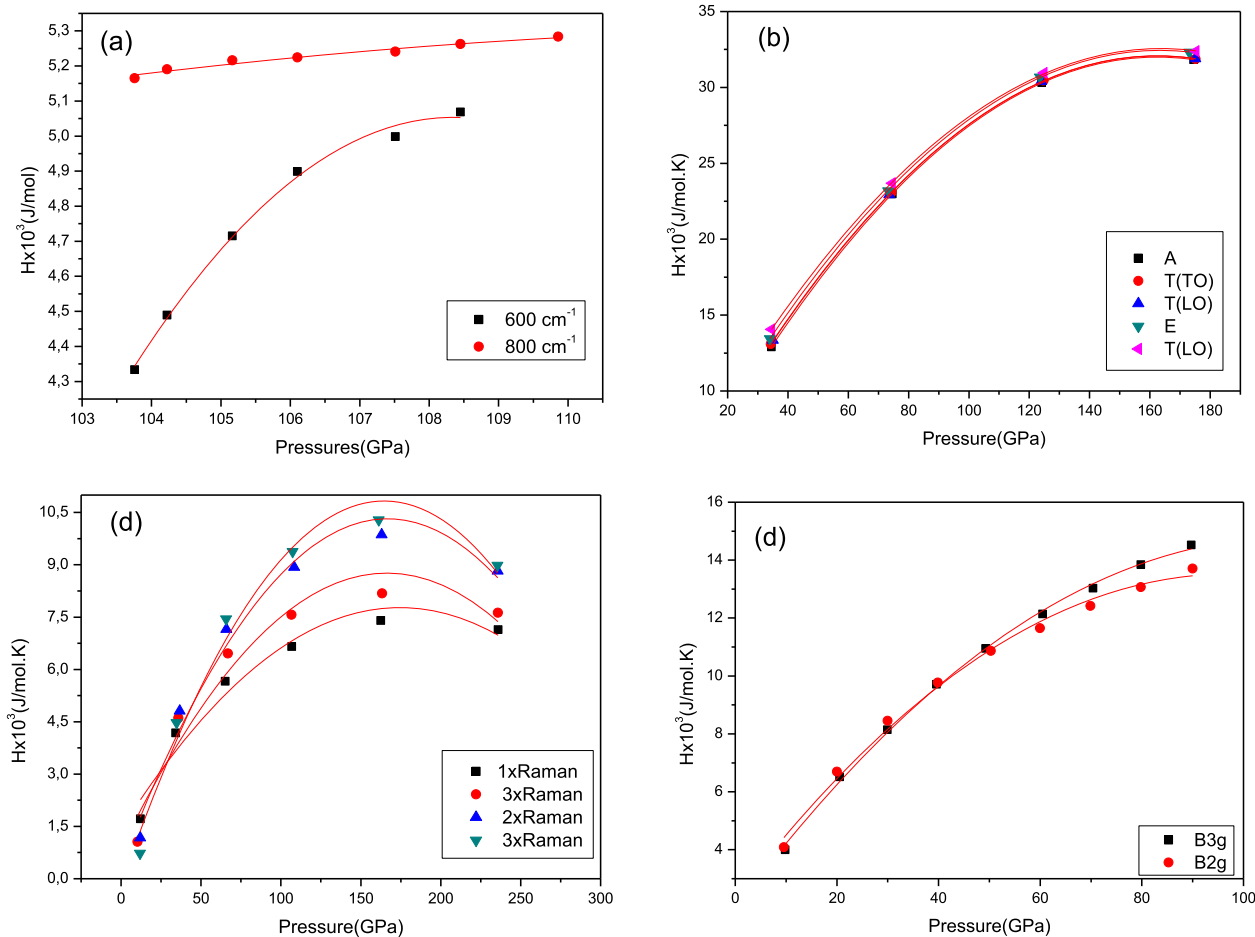 (a)
5,3
5,2
5,1
5,0
4,9
4,8
4,7
4,6
4,5
4,4
4,3
Hx10³(J/mol)
600 cm⁻¹
800 cm⁻¹
103 104 105 106 107 108 109 110
Pressures(GPa)
(b)
35
30
25
20
15
10
Hx10³(J/mol.K)
A
T(TO)
T(LO)
E
T(LO)
20 40 60 80 100 120 140 160 180
Pressure(GPa)
(d)
10,5
9,0
7,5
6,0
4,5
3,0
1,5
0,0
Hx10³(J/mol.K)
1xRaman
3xRaman
2xRaman
3xRaman
0 50 100 150 200 250 300
Pressure(GPa)
(d)
16
14
12
10
8
6
4
Hx10³(J/mol.K)
B3g
B2g
0 20 40 60 80 100
Pressure(GPa)